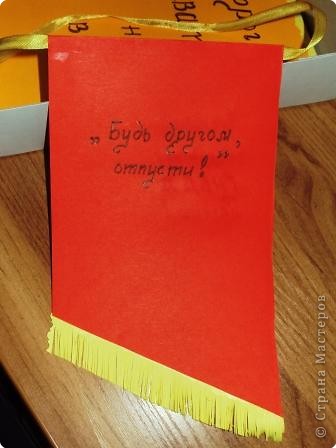 „Будь другом,
отпусти!"
© Страна Мастеров